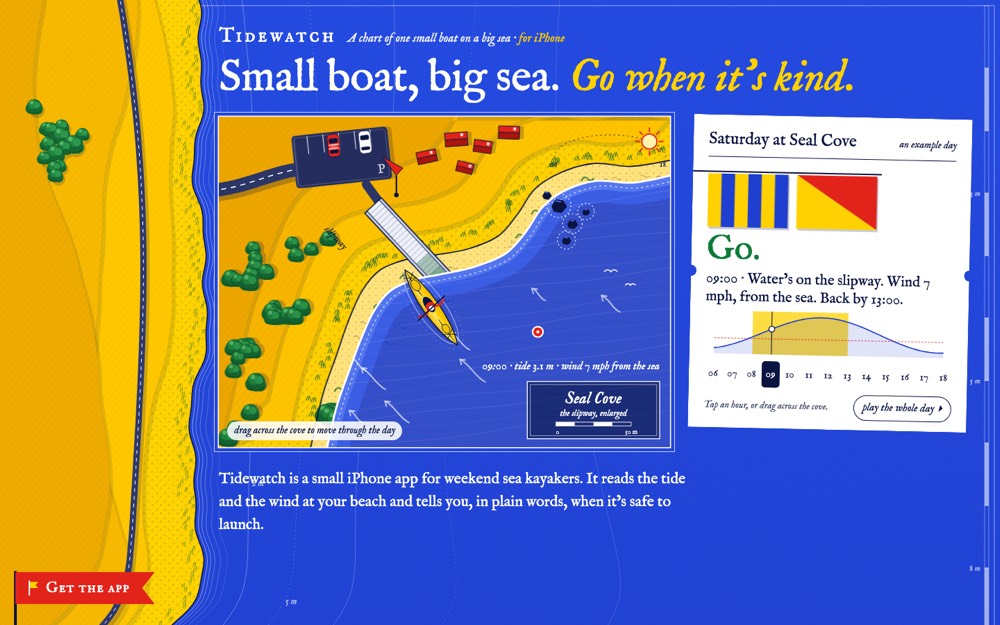 TIDEWATCH A chart of one small boat on a big sea · for iPhone
Small boat, big sea. Go when it's kind.
P
Saturday at Seal Cove
an example day
Go.
09:00 · Water's on the slipway. Wind 7
mph, from the sea. Back by 13:00.
06 07 08 09 10 11 12 13 14 15 16 17 18
Tap an hour, or drag across the cove.
play the whole day
09:00 · tide 3.1 m · wind 7 mph from the sea
Seal Cove
the slipway, enlarged
0 50 m
drag across the cove to move through the day
Tidewatch is a small iPhone app for weekend sea kayakers. It reads the tide
and the wind at your beach and tells you, in plain words, when it's safe to
launch.
GET THE APP
5 m
5 m
8 m